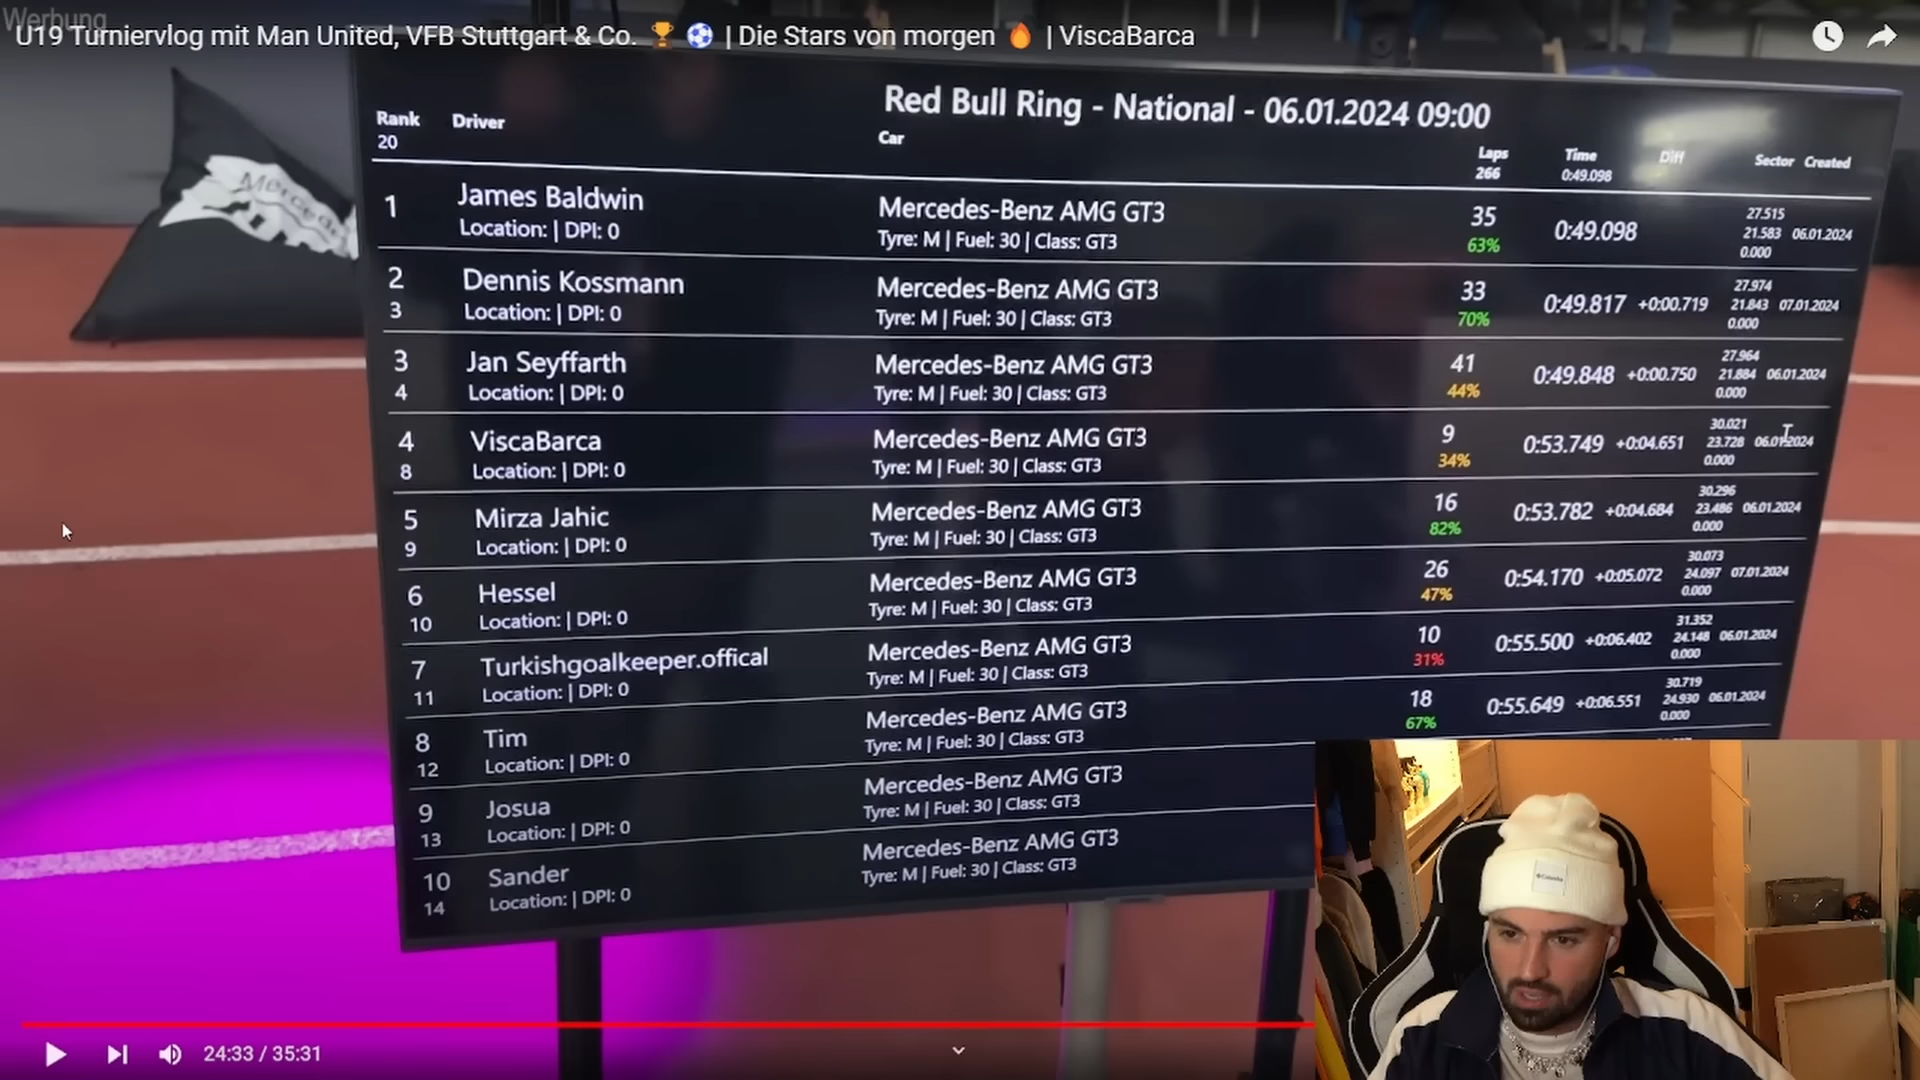 Werbung
U19 Turniervlog mit Man United, VFB Stuttgart & Co. 🏆 ⚽ | Die Stars von morgen 🔥 | ViscaBarca
Red Bull Ring - National - 06.01.2024 09:00
Rank Driver Car Laps Time Diff Sector Created
20 266 0:49.098
1 James Baldwin Mercedes-Benz AMG GT3 35 0:49.098 27.515 21.583 0.000 06.01.2024
Location: | DPI: 0 Tyre: M | Fuel: 30 | Class: GT3 63%
2 Dennis Kossmann Mercedes-Benz AMG GT3 33 0:49.817 +0:00.719 27.974 21.843 0.000 07.01.2024
3 Location: | DPI: 0 Tyre: M | Fuel: 30 | Class: GT3 70%
3 Jan Seyffarth Mercedes-Benz AMG GT3 41 0:49.848 +0:00.750 27.964 21.884 0.000 06.01.2024
4 Location: | DPI: 0 Tyre: M | Fuel: 30 | Class: GT3 44%
4 ViscaBarca Mercedes-Benz AMG GT3 9 0:53.749 +0:04.651 30.021 23.728 0.000 06.01.2024
8 Location: | DPI: 0 Tyre: M | Fuel: 30 | Class: GT3 34%
5 Mirza Jahic Mercedes-Benz AMG GT3 16 0:53.782 +0:04.684 30.296 23.486 0.000 06.01.2024
9 Location: | DPI: 0 Tyre: M | Fuel: 30 | Class: GT3 82%
6 Hessel Mercedes-Benz AMG GT3 26 0:54.170 +0:05.072 30.073 24.097 0.000 07.01.2024
10 Location: | DPI: 0 Tyre: M | Fuel: 30 | Class: GT3 47%
7 Turkishgoalkeeper.offical Mercedes-Benz AMG GT3 10 0:55.500 +0:06.402 31.352 24.148 0.000 06.01.2024
11 Location: | DPI: 0 Tyre: M | Fuel: 30 | Class: GT3 31%
8 Tim Mercedes-Benz AMG GT3 18 0:55.649 +0:06.551 30.719 24.930 0.000 06.01.2024
12 Location: | DPI: 0 Tyre: M | Fuel: 30 | Class: GT3 67%
9 Josua Mercedes-Benz AMG GT3
13 Location: | DPI: 0 Tyre: M | Fuel: 30 | Class: GT3
10 Sander Mercedes-Benz AMG GT3
14 Location: | DPI: 0 Tyre: M | Fuel: 30 | Class: GT3
24:33 / 35:31
Columbia